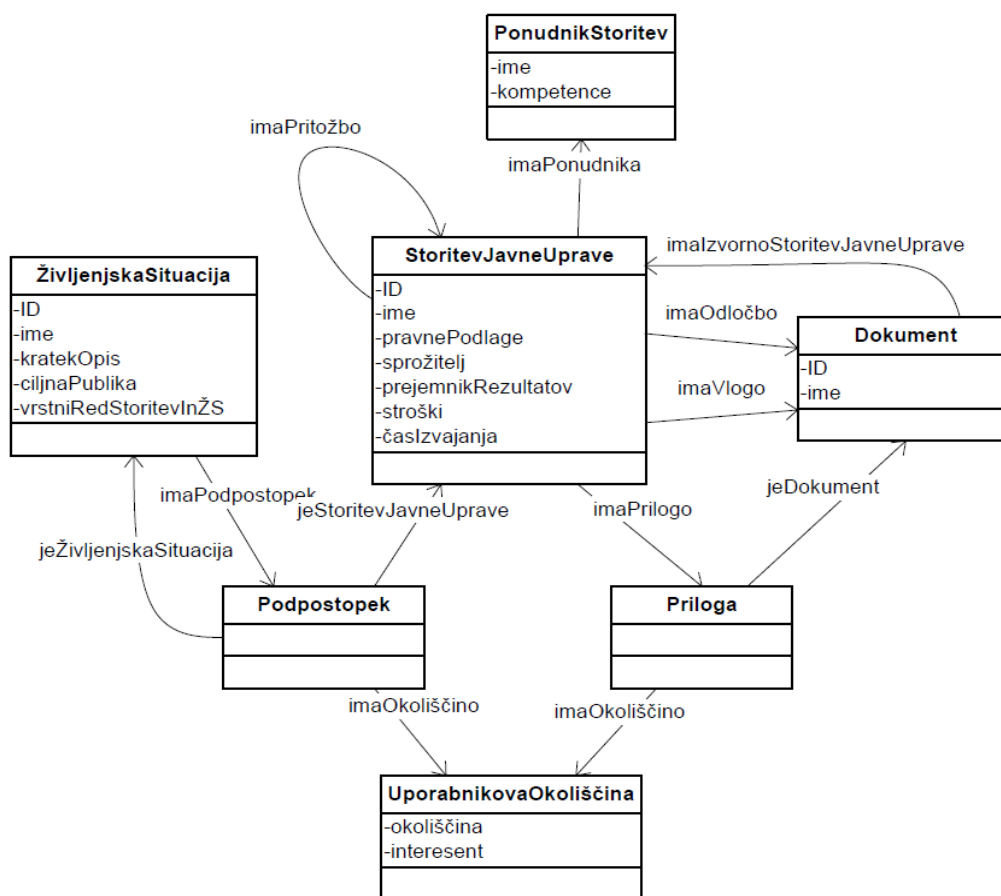 PonudnikStoritev
-ime
-kompetence
imaPritožbo
imaPonudnika
StoritevJavneUprave
-ID
-ime
-pravnePodlage
-sprožitelj
-prejemnikRezultatov
-stroški
-časIzvajanja
imaIzvornoStoritevJavneUprave
ŽivljenjskaSituacija
-ID
-ime
-kratekOpis
-ciljnaPublika
-vrstniRedStoritevInŽS
imaOdločbo
imaVlogo
Dokument
-ID
-ime
imaPodpostopek
jeStoritevJavneUprave
imaPrilogo
jeDokument
jeŽivljenjskaSituacija
Podpostopek
Priloga
imaOkoliščino
imaOkoliščino
UporabnikovaOkoliščina
-okoliščina
-interesent